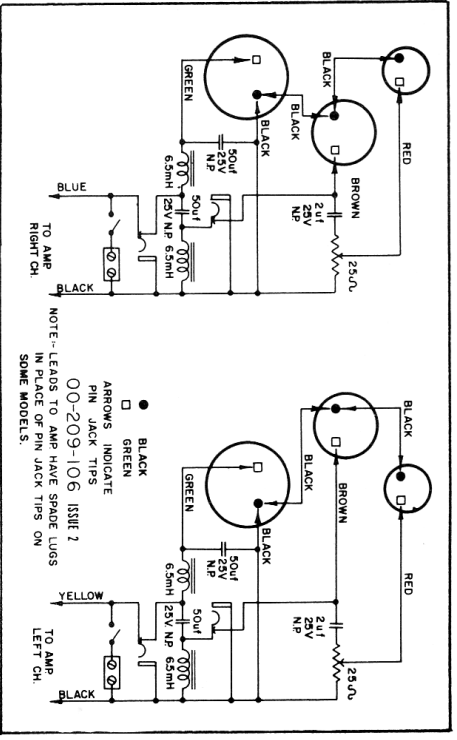 BLACK
RED
BLACK
BROWN
BLACK
GREEN
50uf
25V
N.P.
6.5mH
50uf
25V N.P.
6.5mH
2uf
25V
N.P.
25Ω
BLUE
BLACK
TO AMP
RIGHT CH.
BLACK
RED
BLACK
BROWN
BLACK
GREEN
50uf
25V
N.P.
6.5mH
50uf
25V. N.P.
6.5mH
2uf
25V
N.P.
25Ω
YELLOW
BLACK
TO AMP
LEFT CH.
● BLACK
□ GREEN
ARROWS INDICATE
PIN JACK TIPS
00-209-106 ISSUE 2
NOTE:- LEADS TO AMP HAVE SPADE LUGS
IN PLACE OF PIN JACK TIPS ON
SOME MODELS.